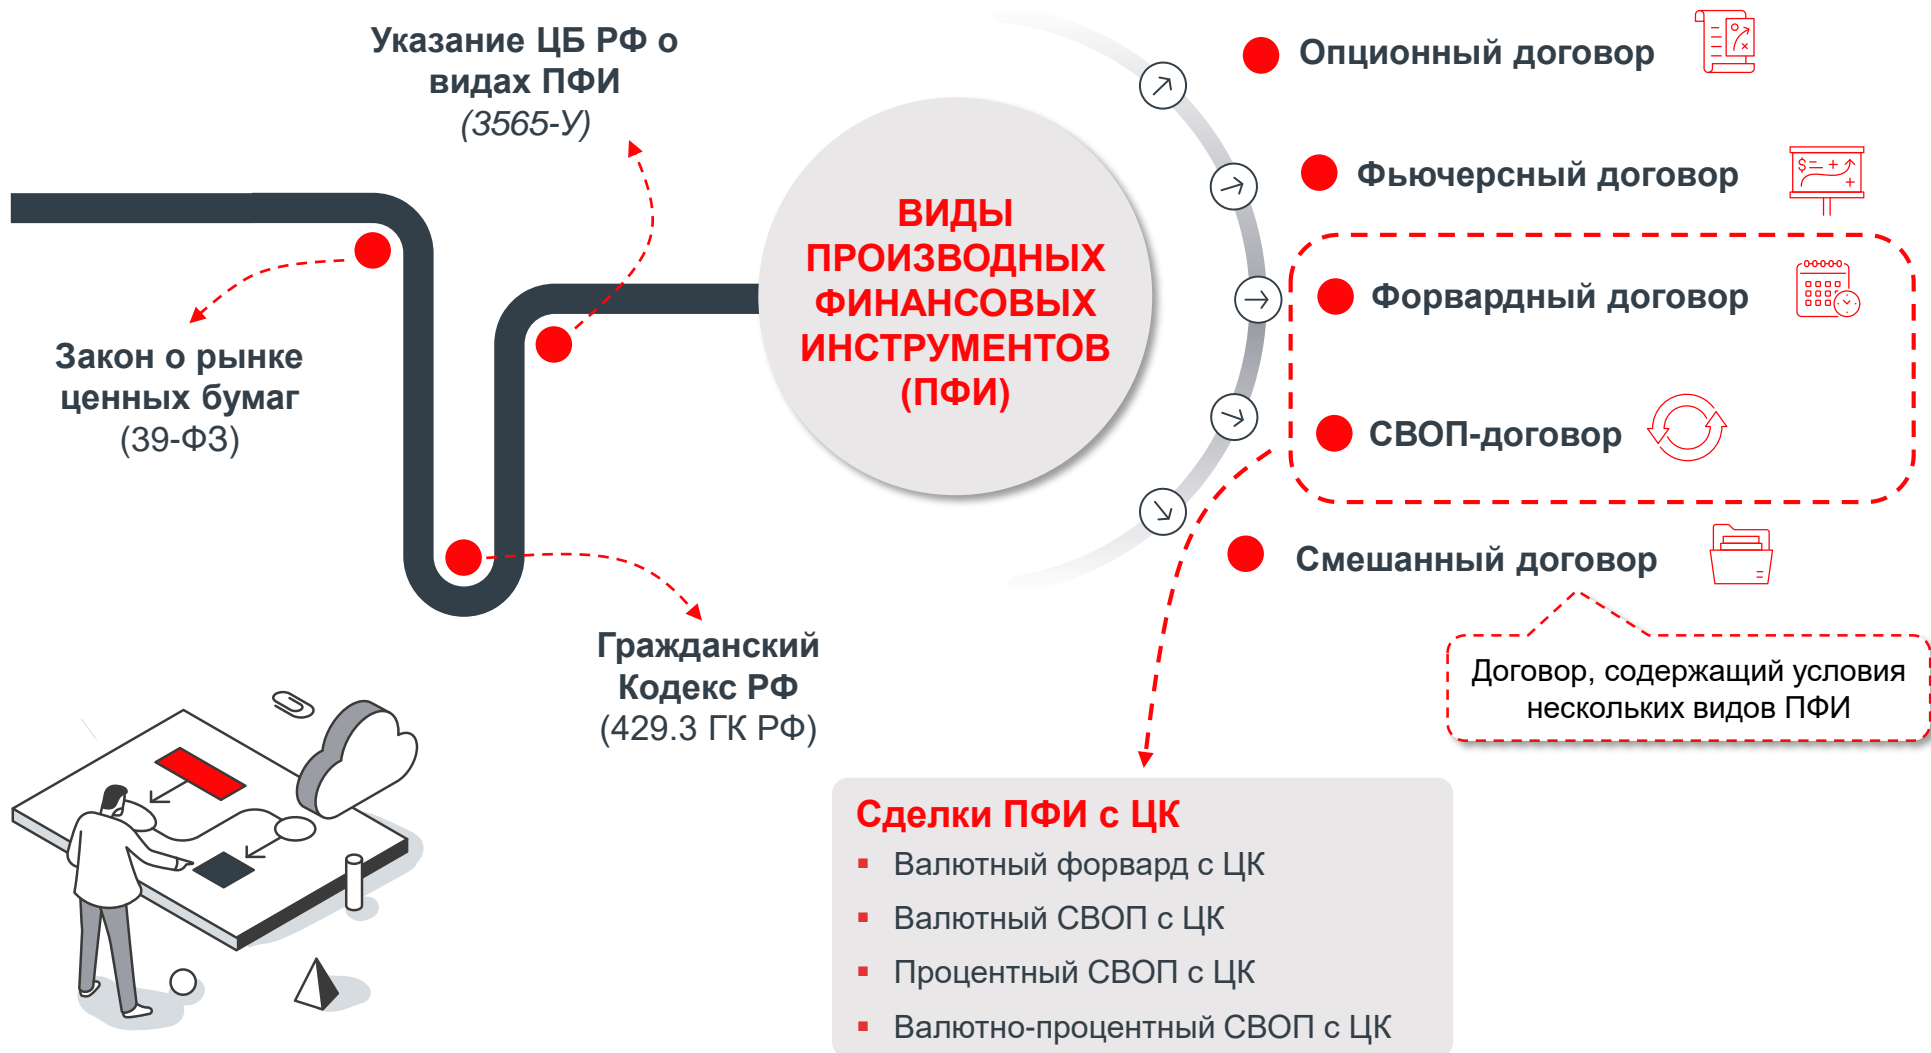 Указание ЦБ РФ о
видах ПФИ
(3565-У)
Закон о рынке
ценных бумаг
(39-ФЗ)
Гражданский
Кодекс РФ
(429.3 ГК РФ)
ВИДЫ
ПРОИЗВОДНЫХ
ФИНАНСОВЫХ
ИНСТРУМЕНТОВ
(ПФИ)
Опционный договор
Фьючерсный договор
Форвардный договор
СВОП-договор
Смешанный договор
Договор, содержащий условия
нескольких видов ПФИ
Сделки ПФИ с ЦК
▪ Валютный форвард с ЦК
▪ Валютный СВОП с ЦК
▪ Процентный СВОП с ЦК
▪ Валютно-процентный СВОП с ЦК